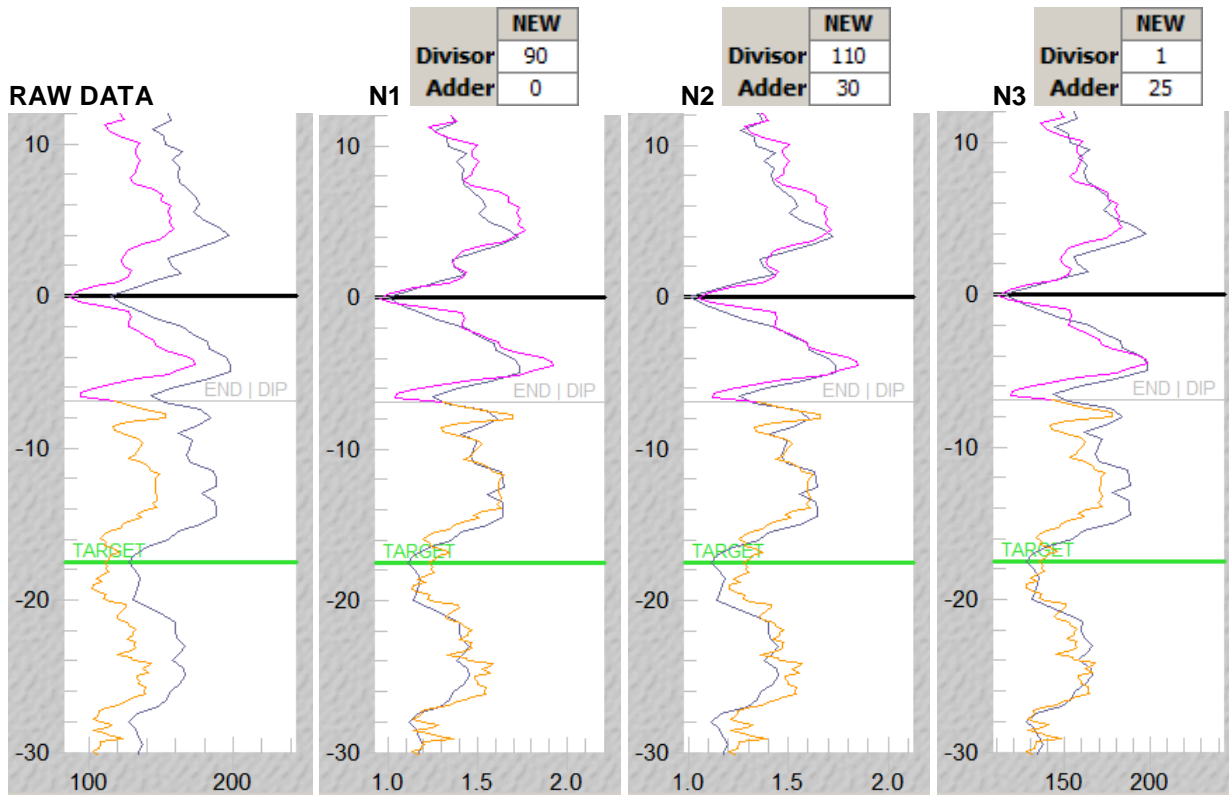 NEW NEW NEW
Divisor 90 Divisor 110 Divisor 1
RAW DATA N1 Adder 0 N2 Adder 30 N3 Adder 25
10 10 10 10
0 0 0 0
END | DIP END | DIP END | DIP END | DIP
-10 -10 -10 -10
TARGET TARGET TARGET TARGET
-20 -20 -20 -20
-30 -30 -30 -30
100 200 1.0 1.5 2.0 1.0 1.5 2.0 150 200